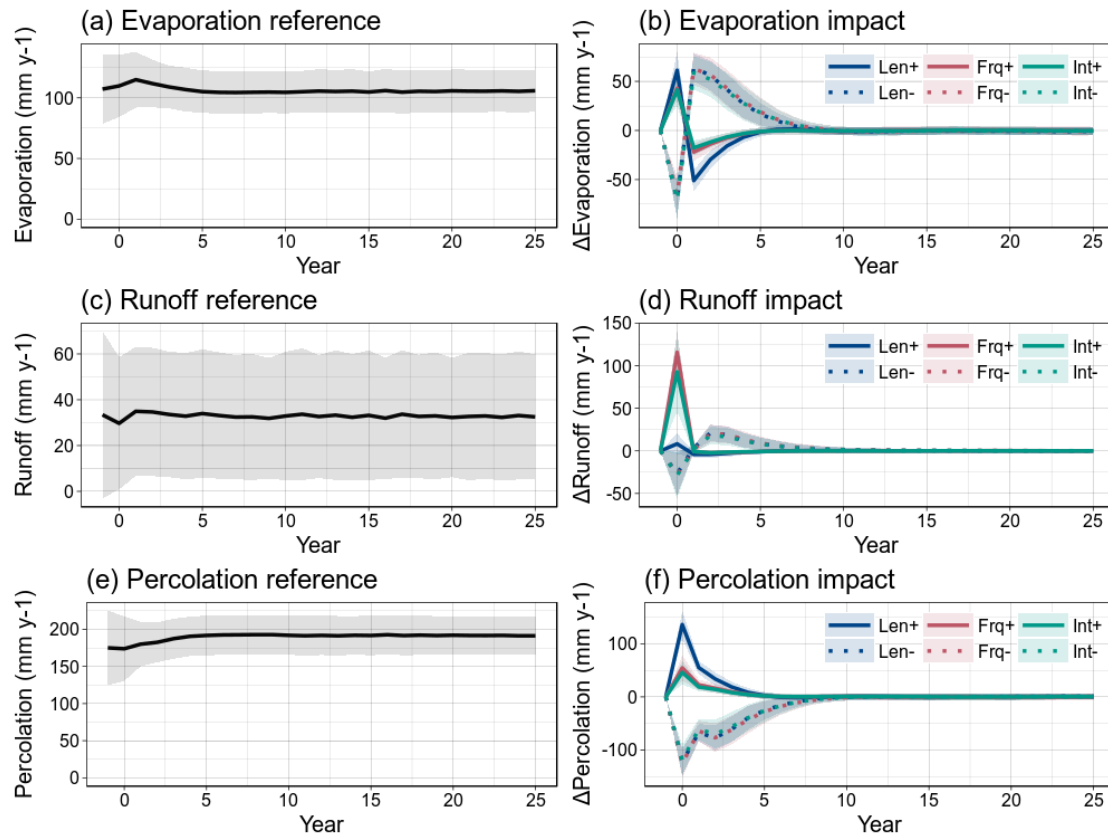 (a) Evaporation reference
Evaporation (mm y-1)
100
50
0
0 5 10 15 20 25
Year
(b) Evaporation impact
ΔEvaporation (mm y-1)
50
0
-50
Len+ Frq+ Int+
Len- Frq- Int-
0 5 10 15 20 25
Year
(c) Runoff reference
Runoff (mm y-1)
60
40
20
0
0 5 10 15 20 25
Year
(d) Runoff impact
ΔRunoff (mm y-1)
150
100
50
0
-50
Len+ Frq+ Int+
Len- Frq- Int-
0 5 10 15 20 25
Year
(e) Percolation reference
Percolation (mm y-1)
200
150
100
50
0
0 5 10 15 20 25
Year
(f) Percolation impact
ΔPercolation (mm y-1)
100
0
-100
Len+ Frq+ Int+
Len- Frq- Int-
0 5 10 15 20 25
Year